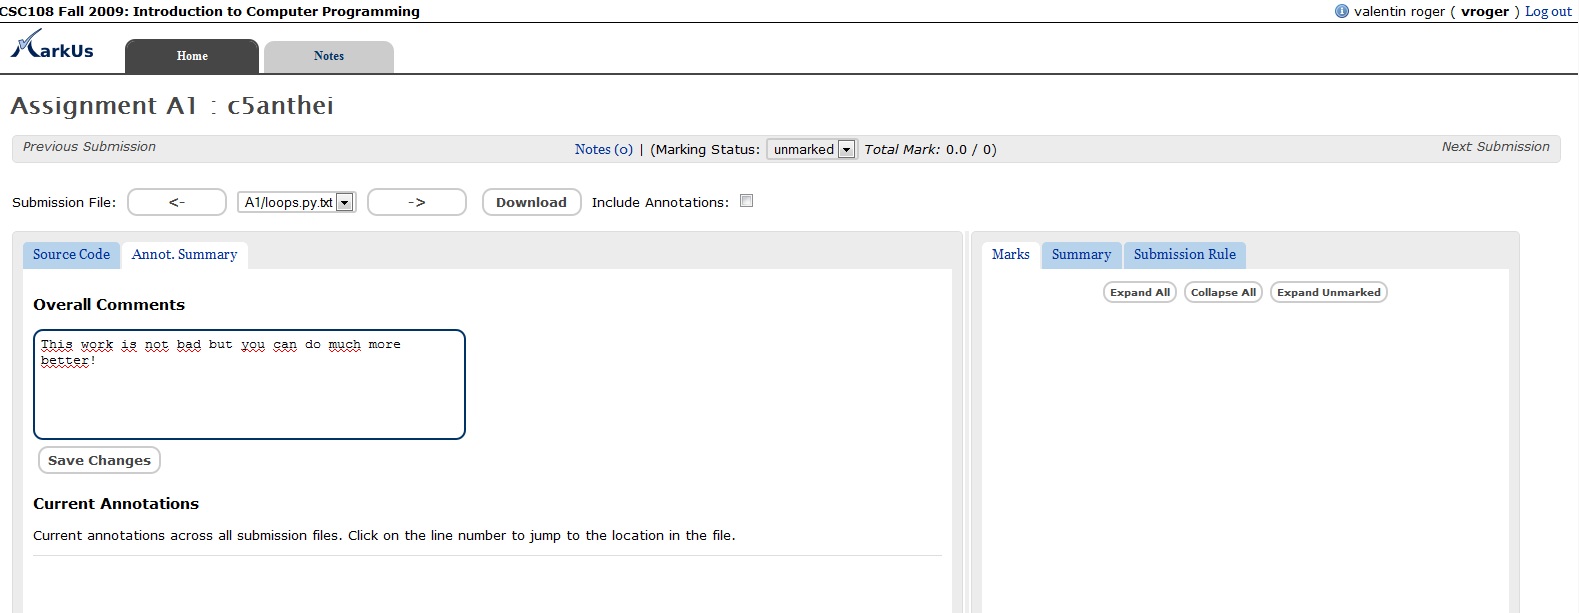 CSC108 Fall 2009: Introduction to Computer Programming
valentin roger ( vroger ) Log out
MarkUs
Home
Notes
Assignment A1 : c5anthei
Previous Submission
Notes (0) | (Marking Status: unmarked Total Mark: 0.0 / 0)
Next Submission
Submission File: <- A1/loops.py.txt -> Download Include Annotations:
Source Code
Annot. Summary
Overall Comments
This work is not bad but you can do much more
better!
Save Changes
Current Annotations
Current annotations across all submission files. Click on the line number to jump to the location in the file.
Marks
Summary
Submission Rule
Expand All
Collapse All
Expand Unmarked